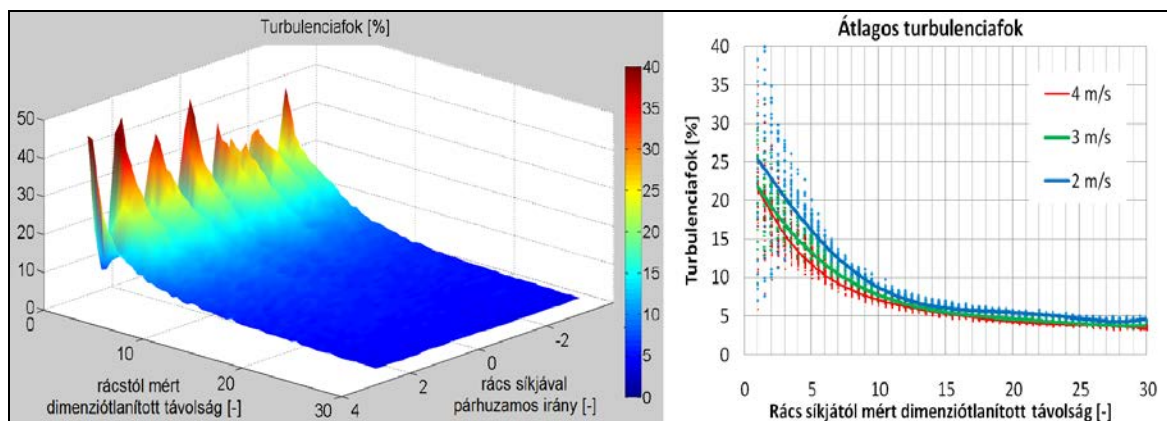 Turbulenciafok [%]
50
40
30
20
10
0
0
10
20
30
rácstól mért
dimenziótlanított távolság [-]
4
2
0
-2
rács síkjával
párhuzamos irány [-]
40
35
30
25
20
15
10
5
0
Átlagos turbulenciafok
Turbulenciafok [%]
40
35
30
25
20
15
10
5
0
4 m/s
3 m/s
2 m/s
0 5 10 15 20 25 30
Rács síkjától mért dimenziótlanított távolság [-]